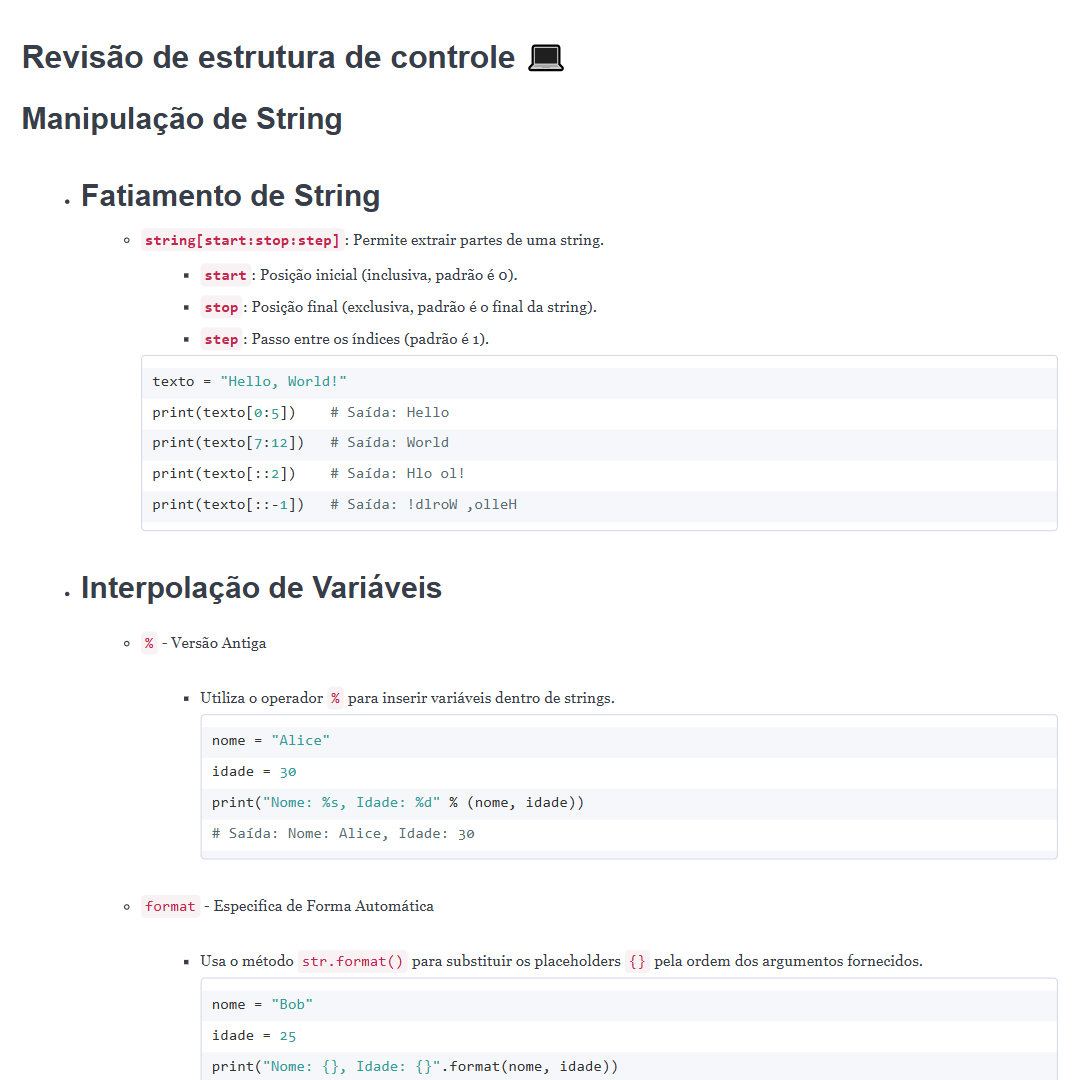 Revisão de estrutura de controle 💻
Manipulação de String
Fatiamento de String
string[start:stop:step] : Permite extrair partes de uma string.
start : Posição inicial (inclusiva, padrão é 0).
stop : Posição final (exclusiva, padrão é o final da string).
step : Passo entre os índices (padrão é 1).
texto = "Hello, World!"
print(texto[0:5])    # Saída: Hello
print(texto[7:12])   # Saída: World
print(texto[::2])    # Saída: Hlo ol!
print(texto[::-1])   # Saída: !dlroW ,olleH
Interpolação de Variáveis
% - Versão Antiga
Utiliza o operador % para inserir variáveis dentro de strings.
nome = "Alice"
idade = 30
print("Nome: %s, Idade: %d" % (nome, idade))
# Saída: Nome: Alice, Idade: 30
format - Especifica de Forma Automática
Usa o método str.format() para substituir os placeholders {} pela ordem dos argumentos fornecidos.
nome = "Bob"
idade = 25
print("Nome: {}, Idade: {}".format(nome, idade))